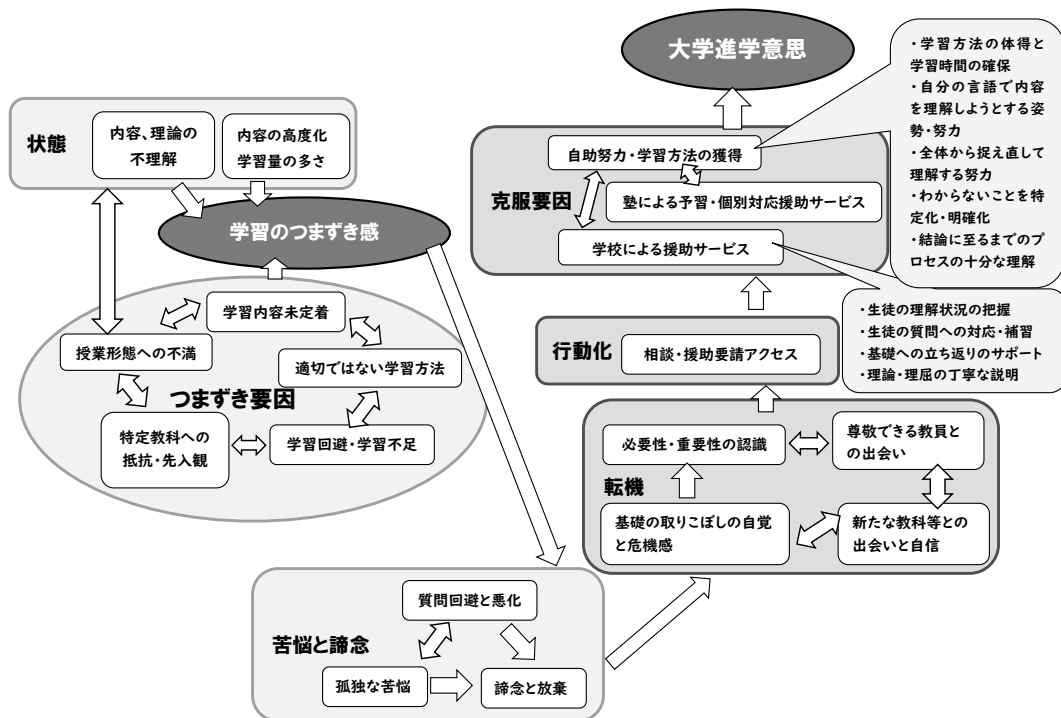 大学進学意思
・学習方法の体得と
学習時間の確保
・自分の言語で内容
を理解しようとする姿
勢・努力
・全体から捉え直して
理解する努力
・わからないことを特
定化・明確化
・結論に至るまでのプ
ロセスの十分な理解
状態
内容、理論の
不理解
内容の高度化
学習量の多さ
学習のつまずき感
克服要因
自助努力・学習方法の獲得
塾による予習・個別対応援助サービス
学校による援助サービス
・生徒の理解状況の把握
・生徒の質問への対応・補習
・基礎への立ち返りのサポート
・理論・理屈の丁寧な説明
学習内容未定着
授業形態への不満
適切ではない学習方法
つまずき要因
特定教科への
抵抗・先入観
学習回避・学習不足
行動化
相談・援助要請アクセス
必要性・重要性の認識
尊敬できる教員と
の出会い
転機
基礎の取りこぼしの自覚
と危機感
新たな教科等との
出会いと自信
質問回避と悪化
苦悩と諦念
孤独な苦悩
諦念と放棄